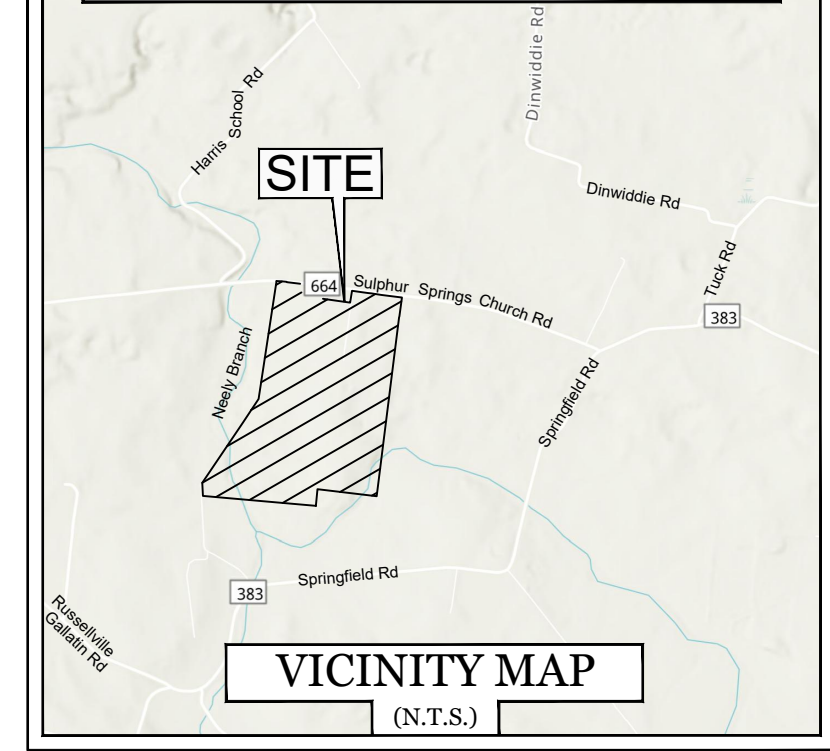 Dinwiddie Rd
Harris School Rd
SITE
Dinwiddie Rd
Tuck Rd
664
Sulphur Springs Church Rd
383
Neely Branch
Springfield Rd
Springfield Rd
383
Russellville
Gallatin Rd
VICINITY MAP
(N.T.S.)